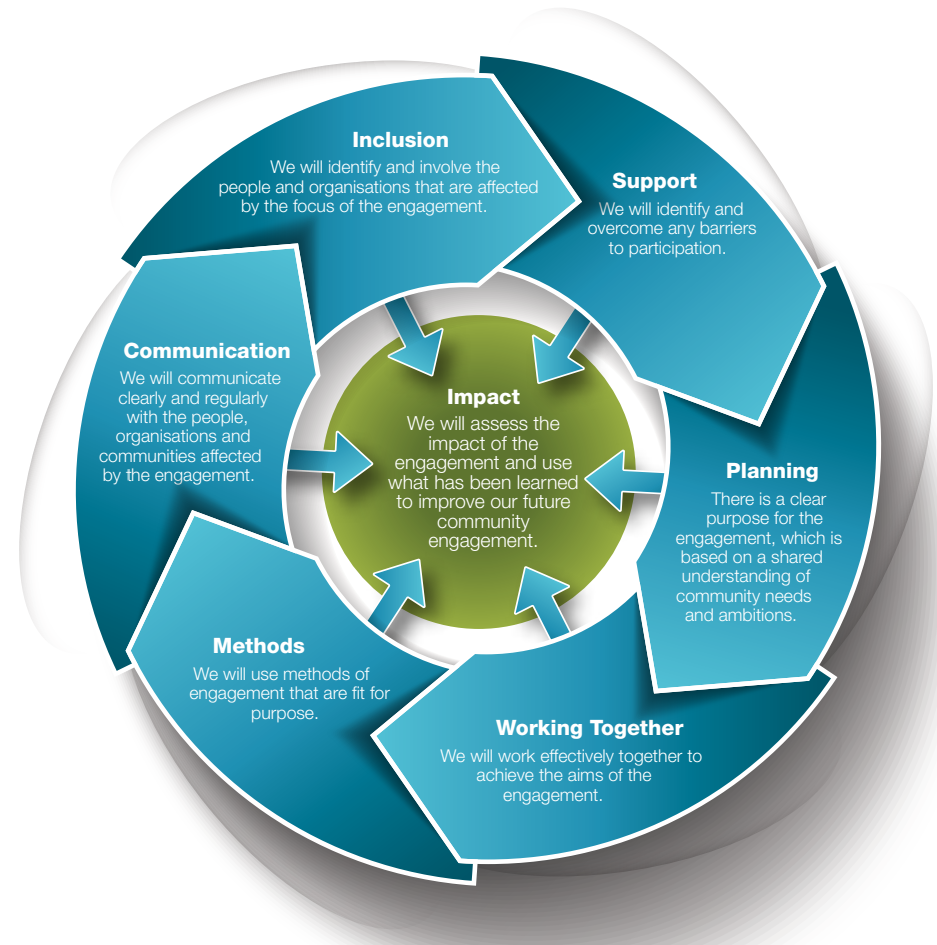 Inclusion
We will identify and involve the
people and organisations that are affected
by the focus of the engagement.
Support
We will identify and
overcome any barriers
to participation.
Planning
There is a clear
purpose for the
engagement, which is
based on a shared
understanding of
community needs
and ambitions.
Working Together
We will work effectively together to
achieve the aims of the
engagement.
Methods
We will use methods of
engagement that are fit for
purpose.
Communication
We will communicate
clearly and regularly
with the people,
organisations and
communities affected
by the engagement.
Impact
We will assess the
impact of the
engagement and use
what has been learned
to improve our future
community
engagement.